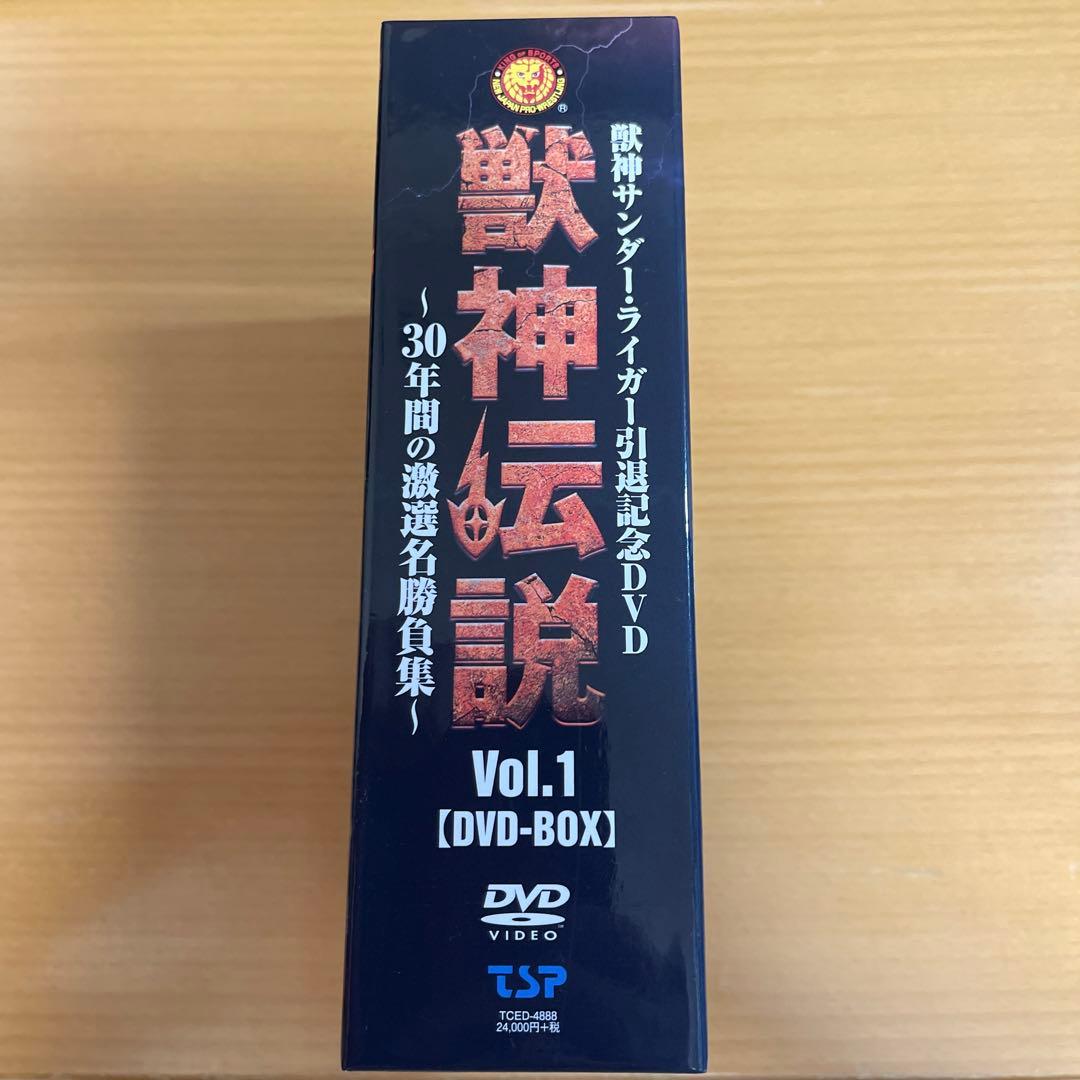 KING OF SPORTS
NEW JAPAN PRO-WRESTLING
®
獣神サンダー・ライガー引退記念DVD
獣神伝説
～30年間の激選名勝負集～
Vol.1
【DVD-BOX】
DVD
VIDEO
TSP
TCED-4888
24,000円+税